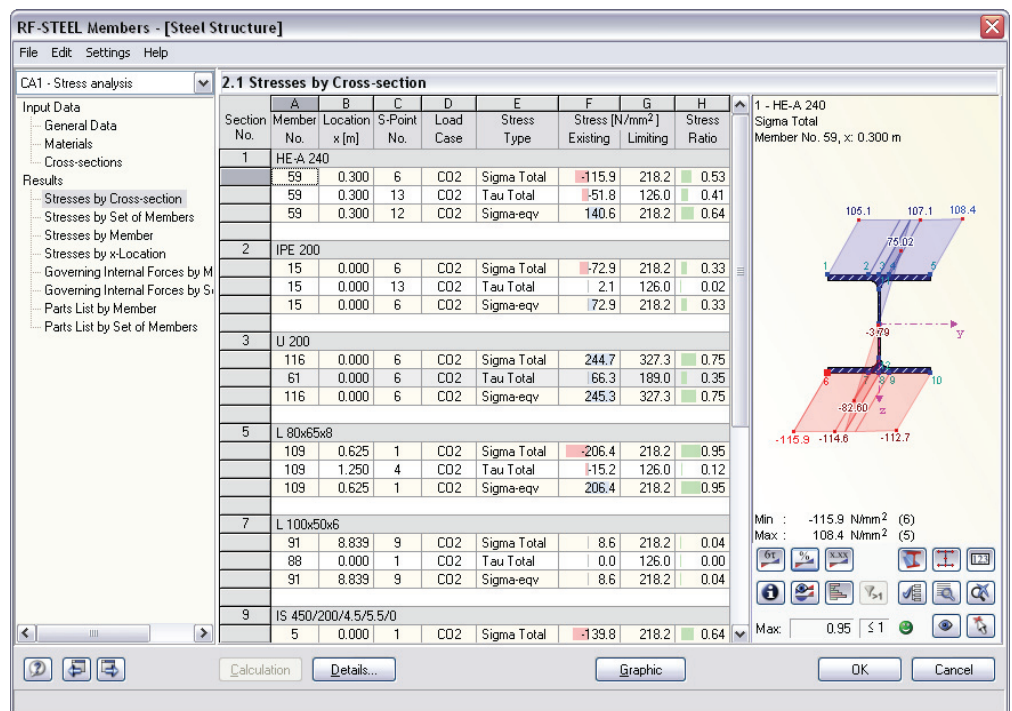 RF-STEEL Members - [Steel Structure]
File Edit Settings Help
CA1 - Stress analysis
Input Data
General Data
Materials
Cross-sections
Results
Stresses by Cross-section
Stresses by Set of Members
Stresses by Member
Stresses by x-Location
Governing Internal Forces by M
Governing Internal Forces by S
Parts List by Member
Parts List by Set of Members
2.1 Stresses by Cross-section
A B C D E F G H
Section Member Location S-Point Load Stress Stress [N/mm²] Stress
No. No. x [m] No. Case Type Existing Limiting Ratio
1 HE-A 240
59 0.300 6 CO2 Sigma Total -115.9 218.2 0.53
59 0.300 13 CO2 Tau Total -51.8 126.0 0.41
59 0.300 12 CO2 Sigma-eqv 140.6 218.2 0.64
2 IPE 200
15 0.000 6 CO2 Sigma Total -72.9 218.2 0.33
15 0.000 13 CO2 Tau Total 2.1 126.0 0.02
15 0.000 6 CO2 Sigma-eqv 72.9 218.2 0.33
3 U 200
116 0.000 6 CO2 Sigma Total 244.7 327.3 0.75
61 0.000 6 CO2 Tau Total 66.3 189.0 0.35
116 0.000 6 CO2 Sigma-eqv 245.3 327.3 0.75
5 L 80x65x8
109 0.625 1 CO2 Sigma Total -206.4 218.2 0.95
109 1.250 4 CO2 Tau Total -15.2 126.0 0.12
109 0.625 1 CO2 Sigma-eqv 206.4 218.2 0.95
7 L 100x50x6
91 8.839 9 CO2 Sigma Total 8.6 218.2 0.04
88 0.000 1 CO2 Tau Total 0.0 126.0 0.00
91 8.839 9 CO2 Sigma-eqv 8.6 218.2 0.04
9 IS 450/200/4.5/5.5/0
5 0.000 1 CO2 Sigma Total -139.8 218.2 0.64
1 - HE-A 240
Sigma Total
Member No. 59, x: 0.300 m
105.1 107.1 108.4
75.02
1 2 3 5
-3.79 y
6 7 8 9 10
-82.60 z
-115.9 -114.6 -112.7
Min : -115.9 N/mm² (6)
Max : 108.4 N/mm² (5)
Max: 0.95 ≤ 1
Calculation Details... Graphic OK Cancel